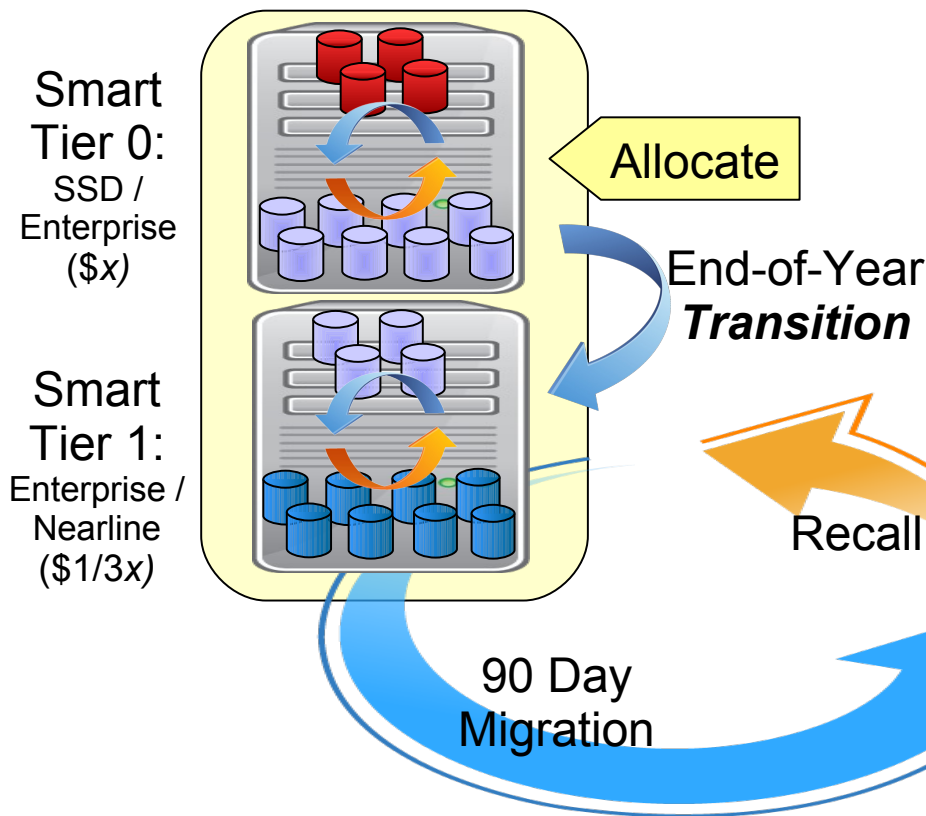 Smart
Tier 0:
SSD /
Enterprise
($x)
Allocate
End-of-Year
Transition
Smart
Tier 1:
Enterprise /
Nearline
($1/3x)
Recall
90 Day
Migration